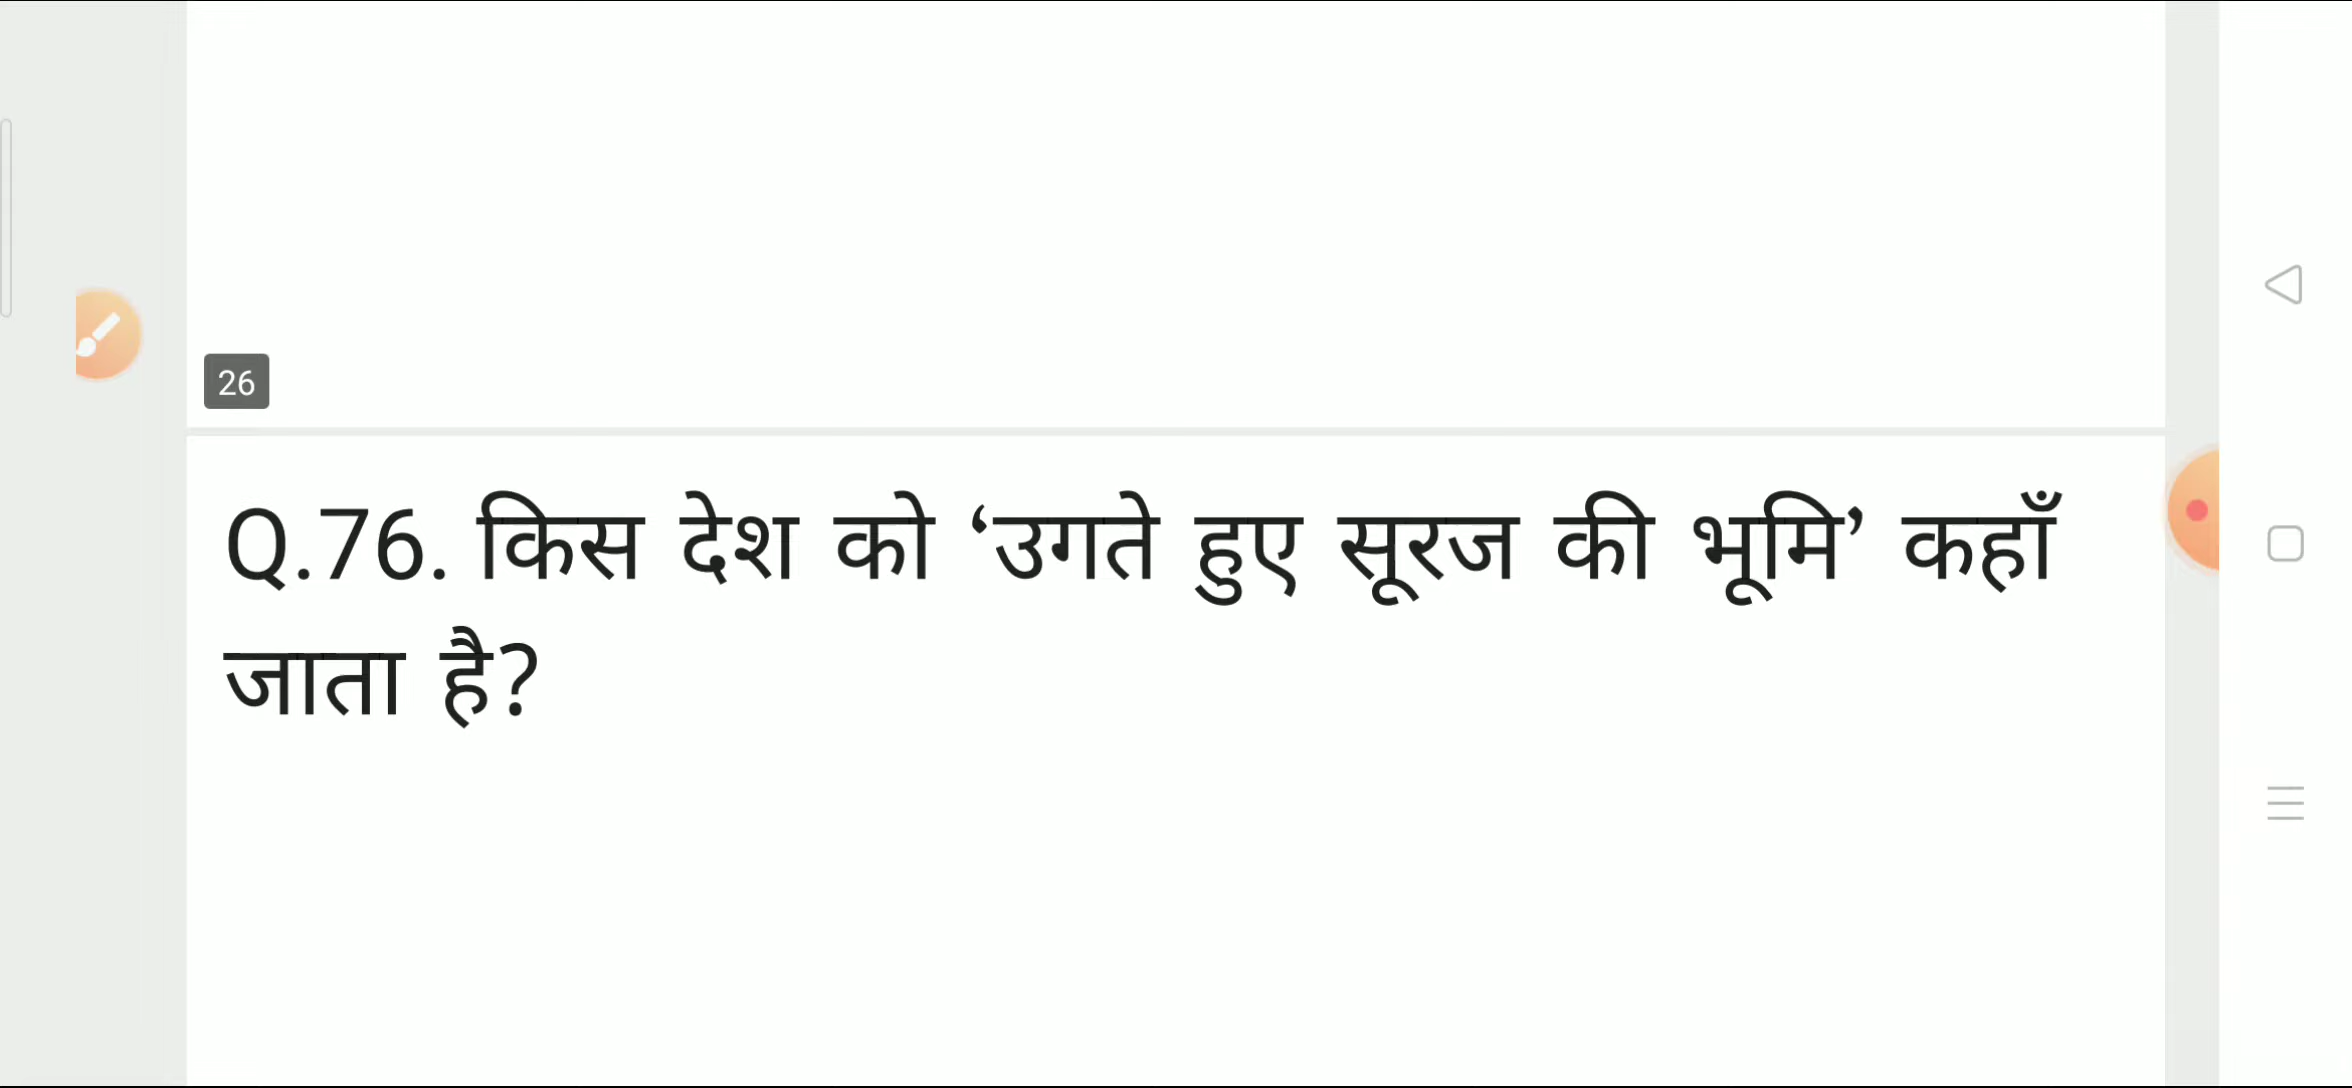 26
Q.76. किस देश को ‘उगते हुए सूरज की भूमि’ कहाँ
जाता है?